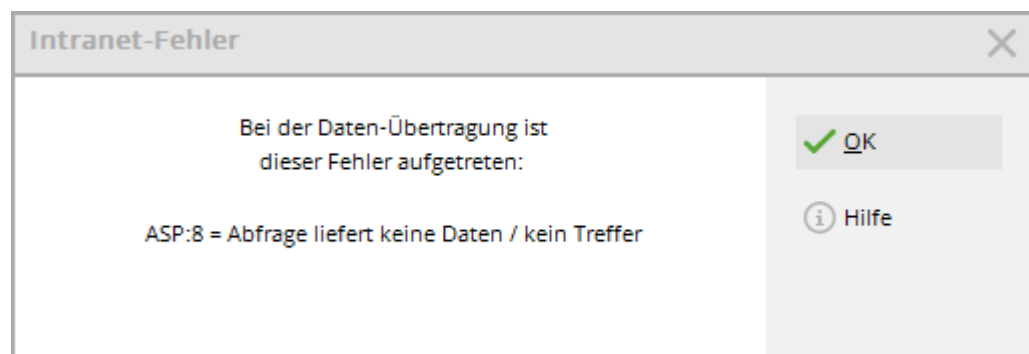 Intranet-Fehler
Bei der Daten-Übertragung ist
dieser Fehler aufgetreten:
ASP:8 = Abfrage liefert keine Daten / kein Treffer
OK
Hilfe